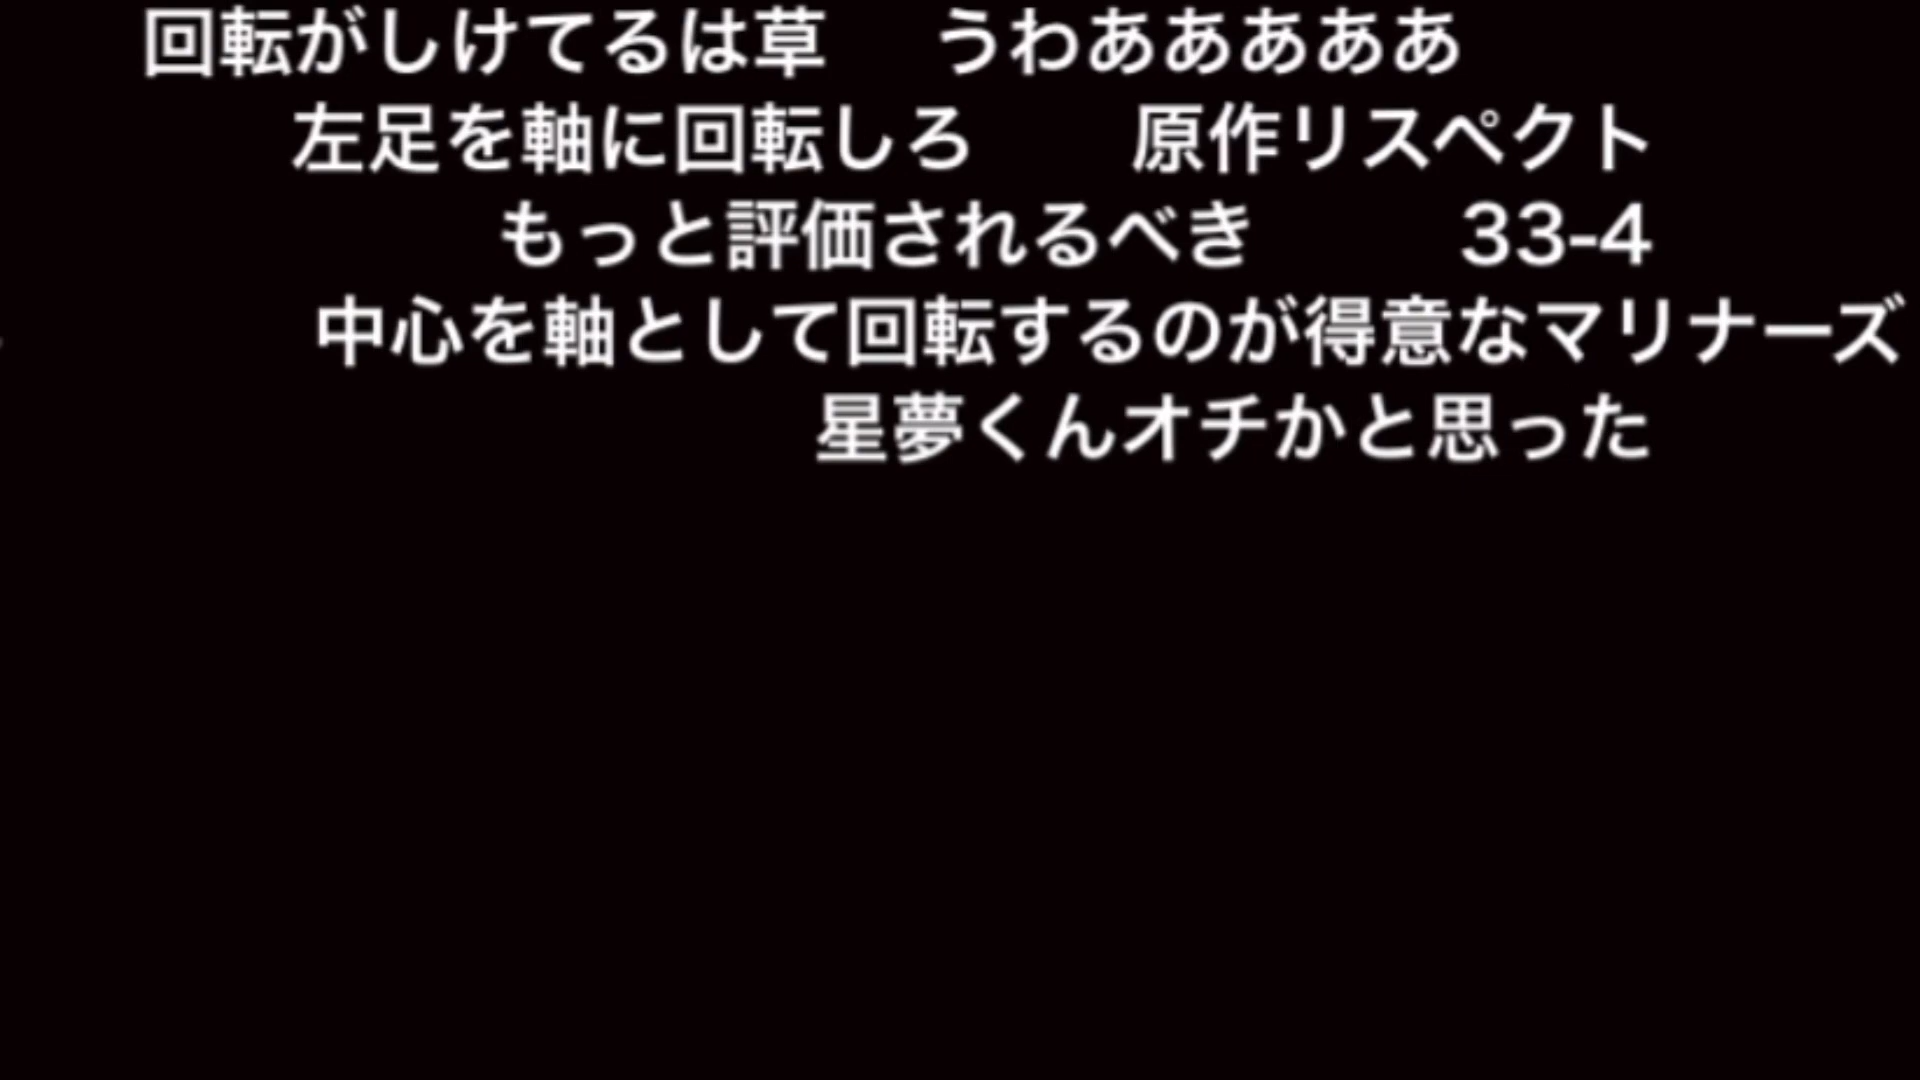 回転がしけてるは草 うわあああああ
左足を軸に回転しろ 原作リスペクト
もっと評価されるべき 33-4
中心を軸として回転するのが得意なマリナーズ
星夢くんオチかと思った